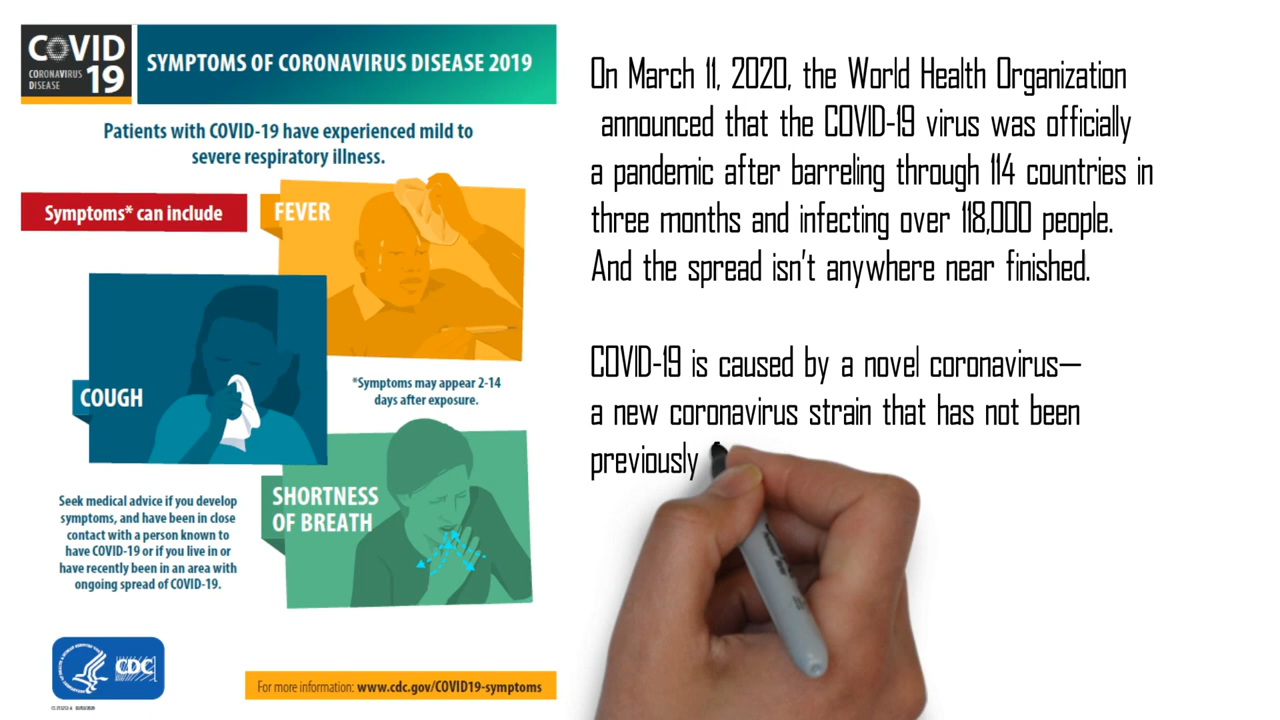 COVID
CORONAVIRUS
DISEASE
19
SYMPTOMS OF CORONAVIRUS DISEASE 2019
Patients with COVID-19 have experienced mild to
severe respiratory illness.
Symptoms* can include
FEVER
COUGH
*Symptoms may appear 2-14
days after exposure.
SHORTNESS
OF BREATH
Seek medical advice if you develop
symptoms, and have been in close
contact with a person known to
have COVID-19 or if you live in or
have recently been in an area with
ongoing spread of COVID-19.
CDC
For more information: www.cdc.gov/COVID19-symptoms
On March 11, 2020, the World Health Organization
announced that the COVID-19 virus was officially
a pandemic after barreling through 114 countries in
three months and infecting over 118,000 people.
And the spread isn't anywhere near finished.
COVID-19 is caused by a novel coronavirus—
a new coronavirus strain that has not been
previously